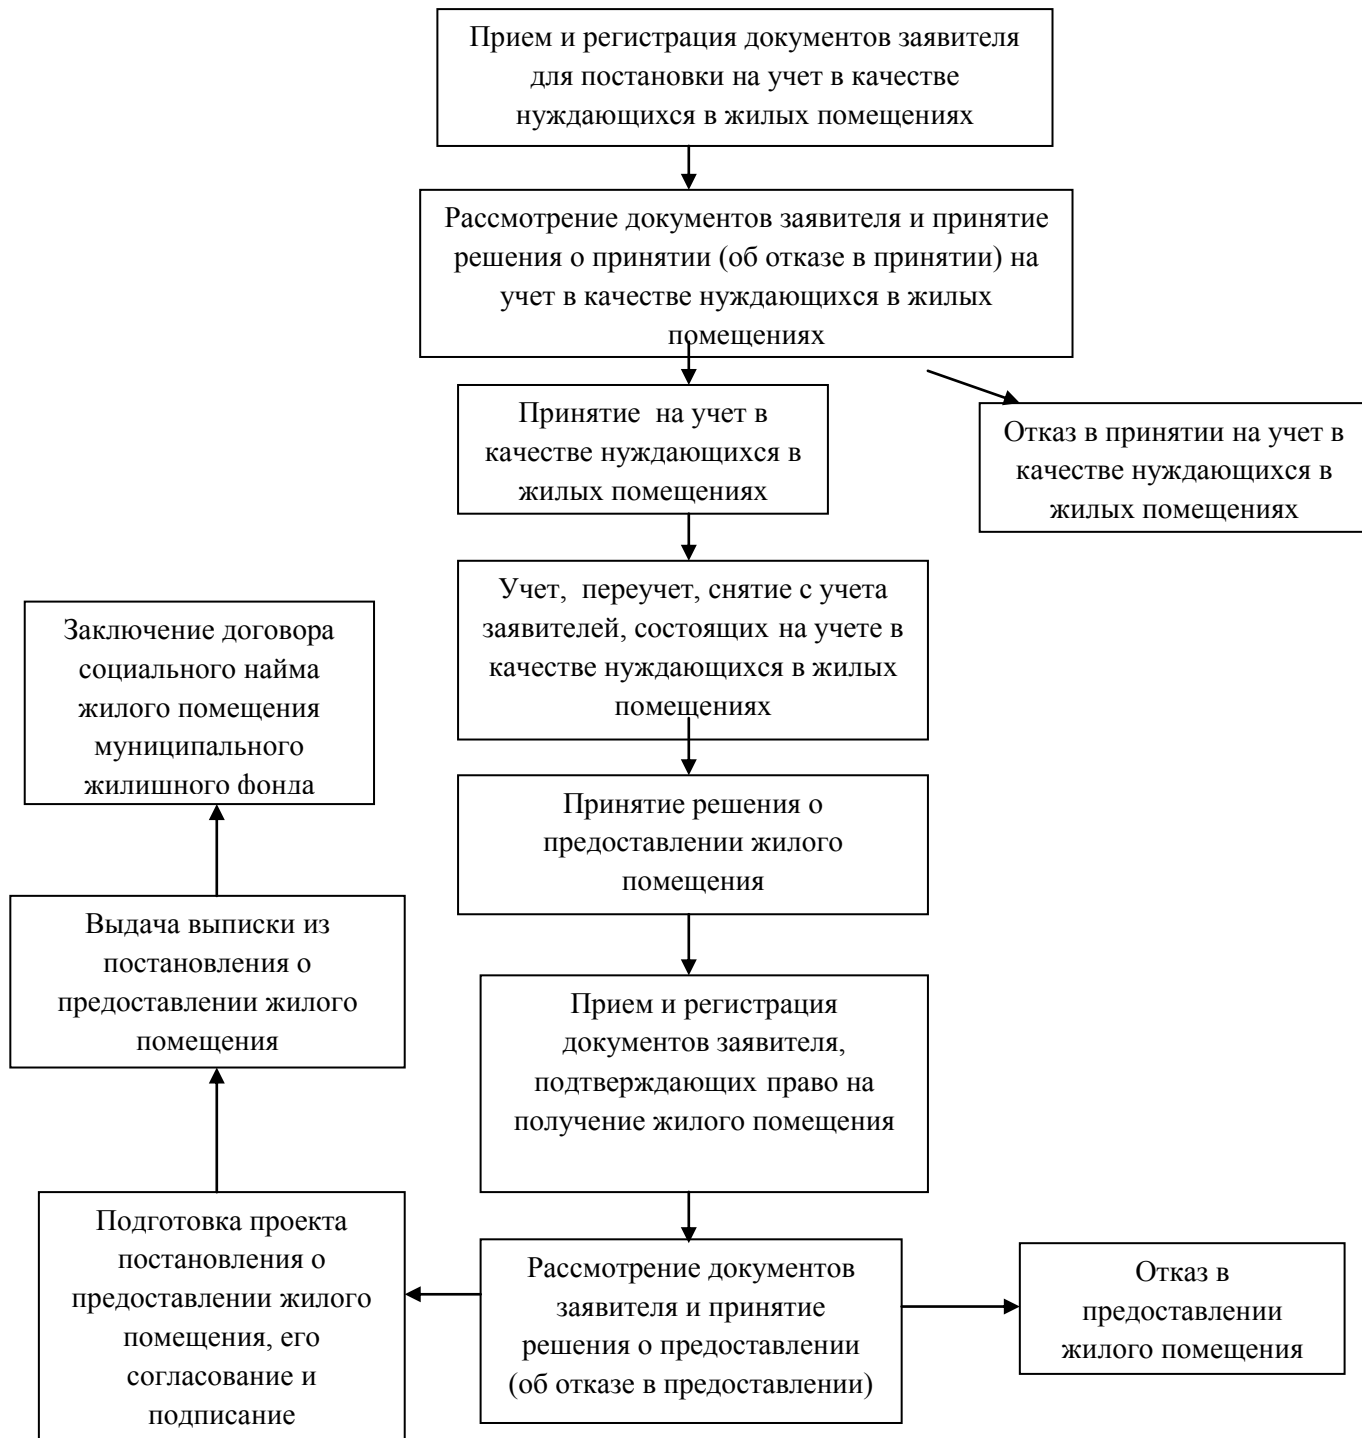 Прием и регистрация документов заявителя
для постановки на учет в качестве
нуждающихся в жилых помещениях
Рассмотрение документов заявителя и принятие
решения о принятии (об отказе в принятии) на
учет в качестве нуждающихся в жилых
помещениях
Принятие на учет в
качестве нуждающихся в
жилых помещениях
Отказ в принятии на учет в
качестве нуждающихся в
жилых помещениях
Учет, переучет, снятие с учета
заявителей, состоящих на учете в
качестве нуждающихся в жилых
помещениях
Принятие решения о
предоставлении жилого
помещения
Прием и регистрация
документов заявителя,
подтверждающих право на
получение жилого помещения
Рассмотрение документов
заявителя и принятие
решения о предоставлении
(об отказе в предоставлении)
Отказ в
предоставлении
жилого помещения
Подготовка проекта
постановления о
предоставлении жилого
помещения, его
согласование и
подписание
Выдача выписки из
постановления о
предоставлении жилого
помещения
Заключение договора
социального найма
жилого помещения
муниципального
жилищного фонда